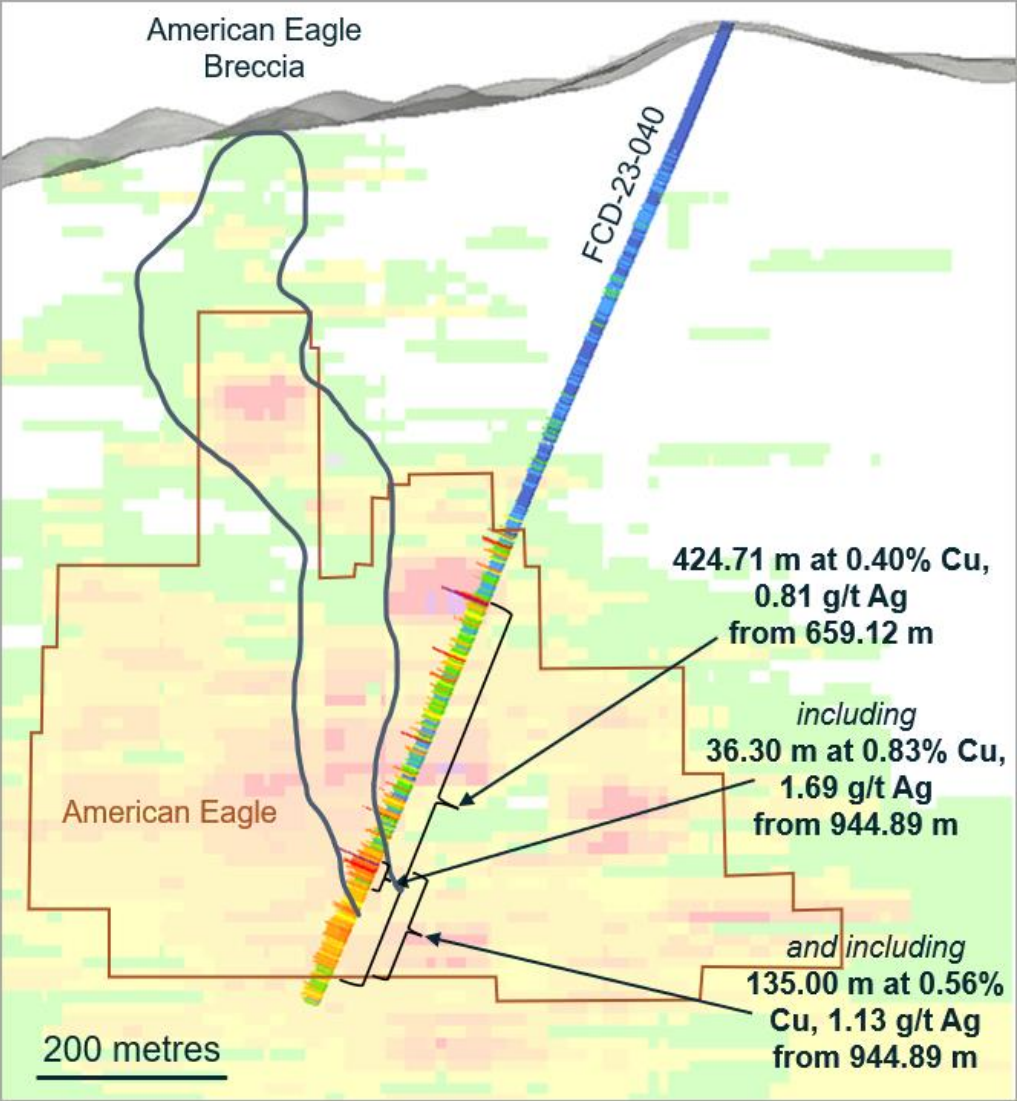 American Eagle
Breccia
FCD-23-040
424.71 m at 0.40% Cu,
0.81 g/t Ag
from 659.12 m
including
36.30 m at 0.83% Cu,
1.69 g/t Ag
from 944.89 m
American Eagle
and including
135.00 m at 0.56%
Cu, 1.13 g/t Ag
from 944.89 m
200 metres